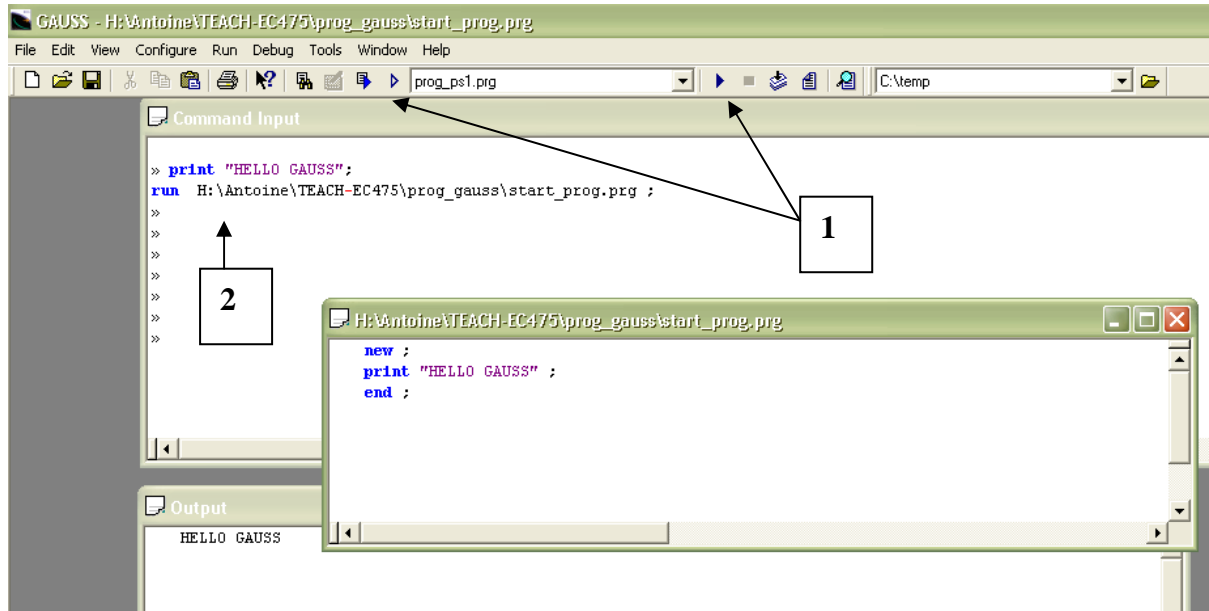 GAUSS - H:\Antoine\TEACH-EC475\prog_gauss\start_prog.prg
File Edit View Configure Run Debug Tools Window Help
prog_ps1.prg C:\temp
Command Input
» print "HELLO GAUSS";
run H:\Antoine\TEACH-EC475\prog_gauss\start_prog.prg ;
»
»
»
»
»
»
»
1
2
H:\Antoine\TEACH-EC475\prog_gauss\start_prog.prg
new ;
print "HELLO GAUSS" ;
end ;
Output
HELLO GAUSS